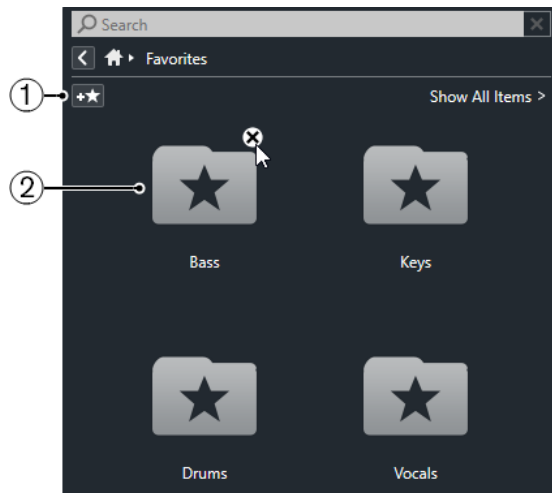 Search
Favorites
1
Show All Items >
2
Bass
Keys
Drums
Vocals